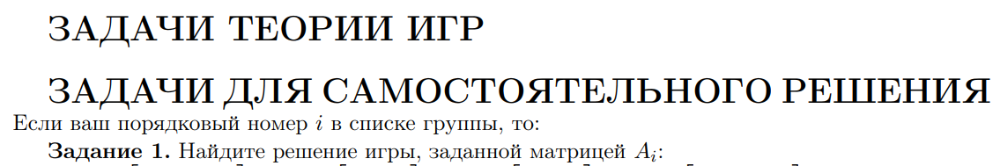 ЗАДАЧИ ТЕОРИИ ИГР
ЗАДАЧИ ДЛЯ САМОСТОЯТЕЛЬНОГО РЕШЕНИЯ
Если ваш порядковый номер i в списке группы, то:
Задание 1. Найдите решение игры, заданной матрицей Aᵢ: